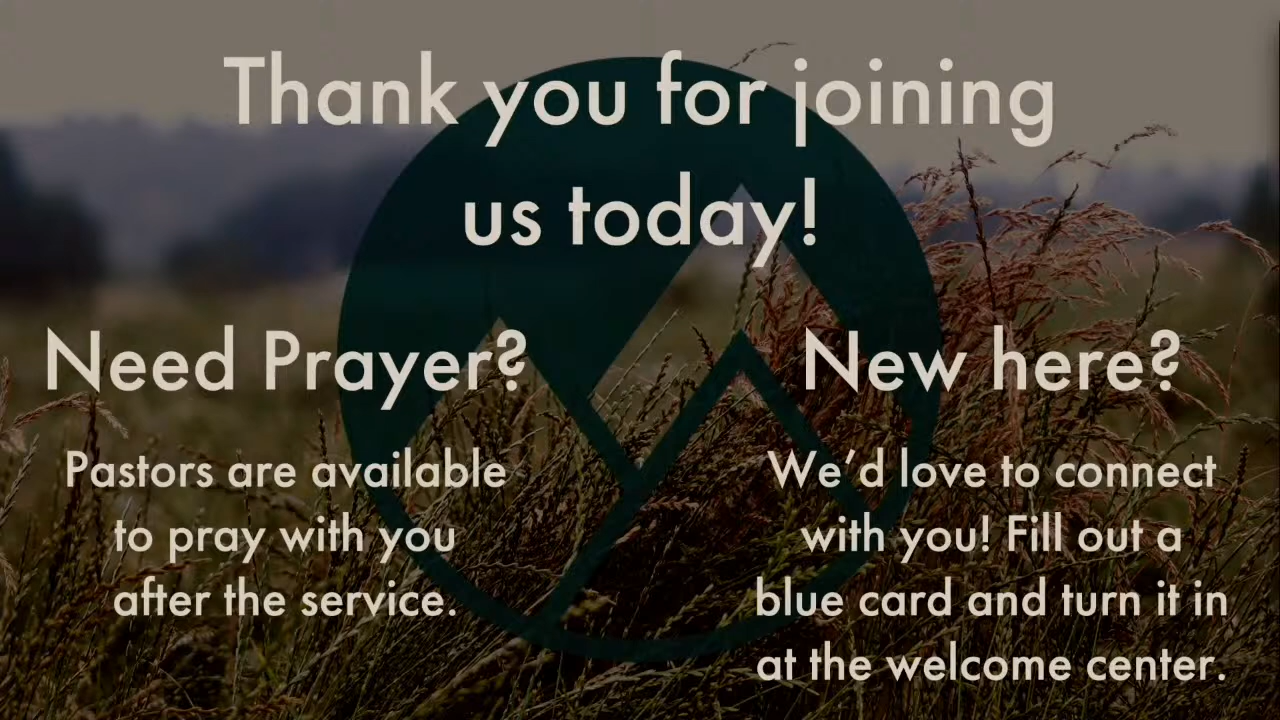 Thank you for joining
us today!
Need Prayer?
Pastors are available
to pray with you
after the service.
New here?
We’d love to connect
with you! Fill out a
blue card and turn it in
at the welcome center.